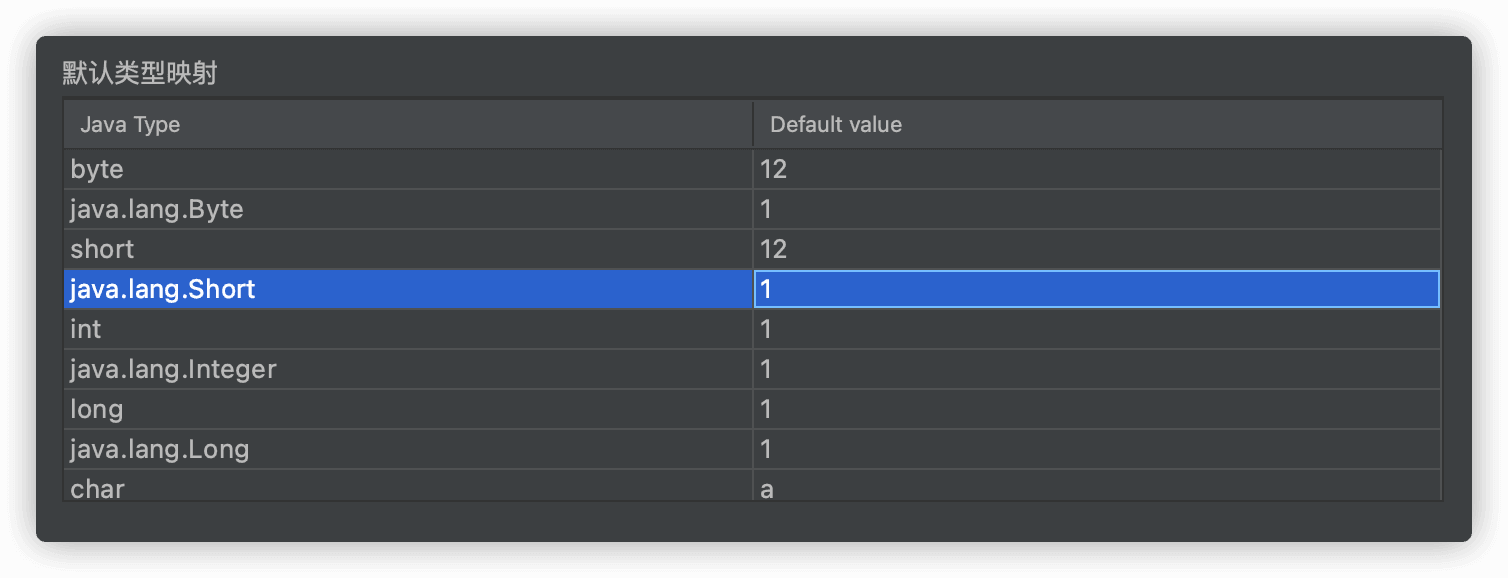 默认类型映射
Java Type Default value
byte 12
java.lang.Byte 1
short 12
java.lang.Short 1
int 1
java.lang.Integer 1
long 1
java.lang.Long 1
char a